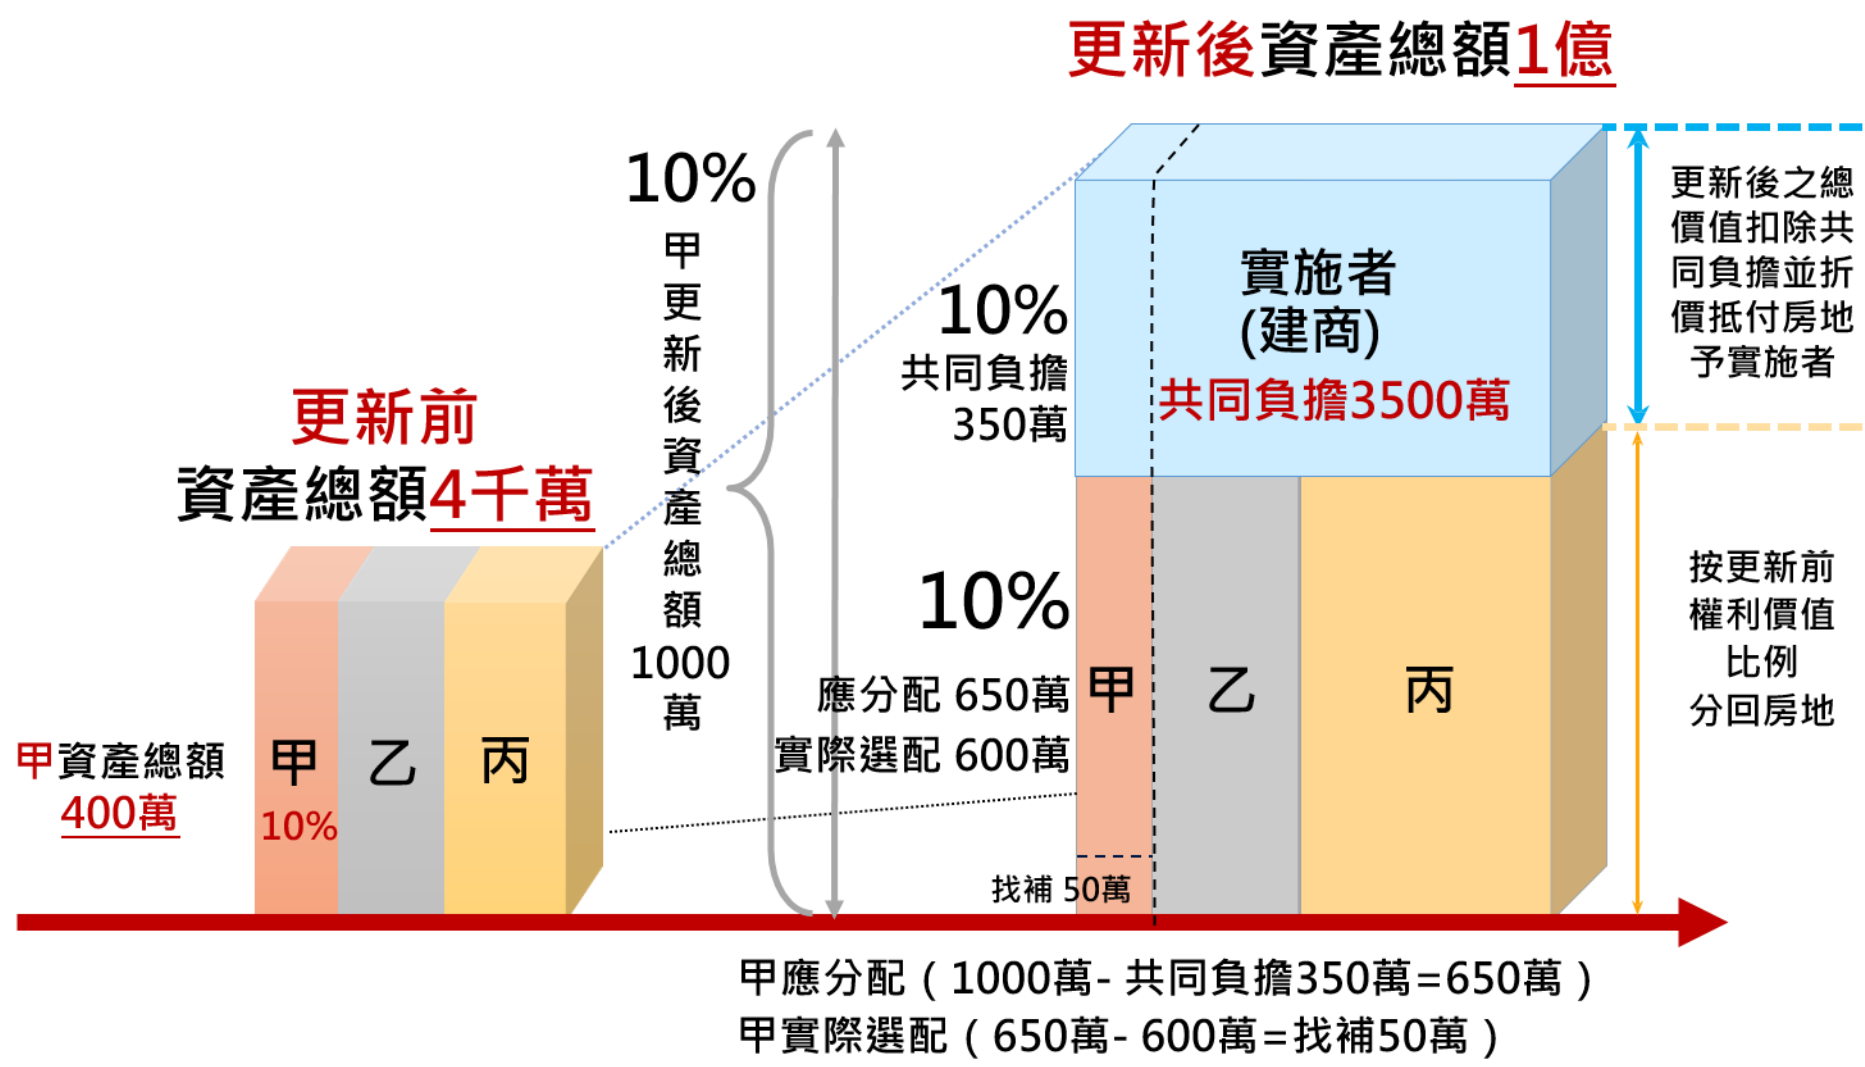 更新後資產總額1億
更新前
資產總額4千萬
甲資產總額
400萬
甲
10%
乙
丙
10%
甲
更
新
後
資
產
總
額
1000
萬
10%
共同負擔
350萬
10%
應分配 650萬
實際選配 600萬
找補 50萬
實施者
(建商)
共同負擔3500萬
甲
乙
丙
更新後之總
價值扣除共
同負擔並折
價抵付房地
予實施者
按更新前
權利價值
比例
分回房地
甲應分配（1000萬- 共同負擔350萬=650萬）
甲實際選配（650萬- 600萬=找補50萬）